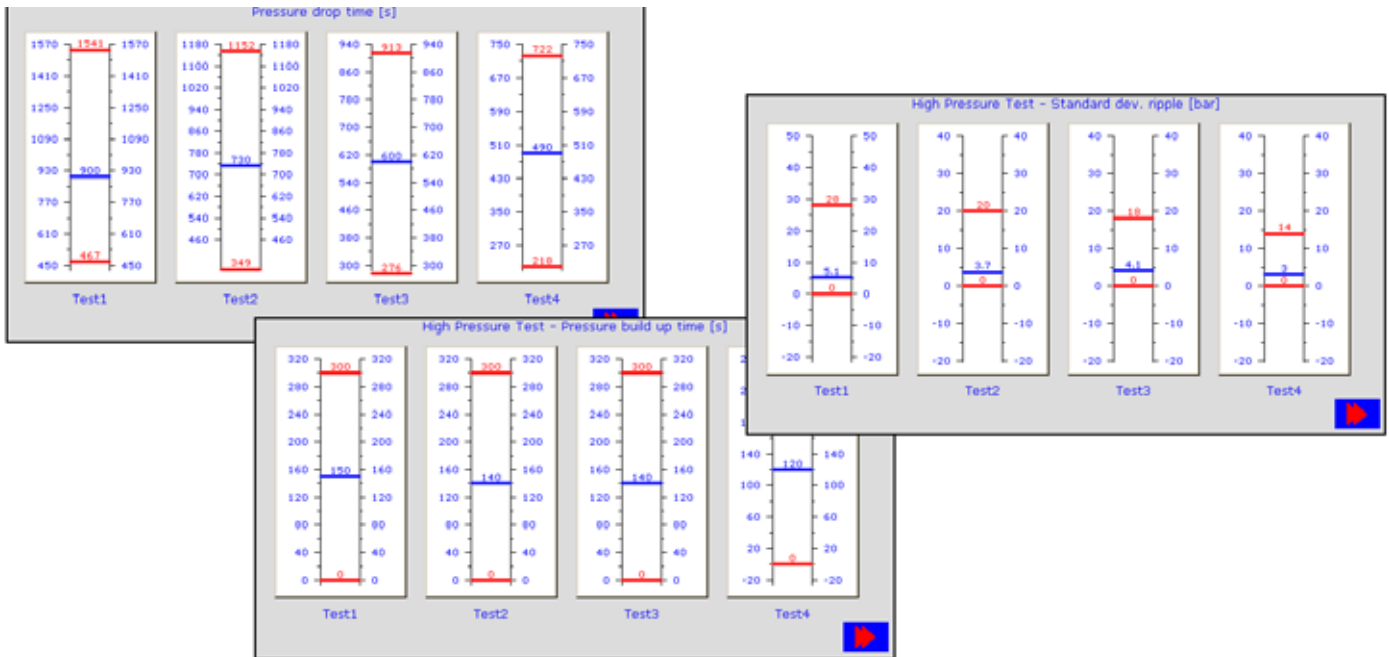 Pressure drop time [s]
1570 1541 1570
1410 1410
1250 1250
1090 1090
930 900 930
770 770
610 610
450 467 450
Test1
1180 1152 1180
1100 1100
1020 1020
940 940
860 860
780 780
700 730 700
620 620
540 540
460 460
349
Test2
940 913 940
860 860
780 780
700 700
620 600 620
540 540
460 460
380 380
300 276 300
Test3
750 722 750
670 670
590 590
510 490 510
430 430
350 350
270 270
218
Test4
High Pressure Test - Pressure build up time [s]
320 300 320
280 280
240 240
200 200
160 150 160
120 120
80 80
40 40
0 0 0
Test1
320 300 320
280 280
240 240
200 200
160 140 160
120 120
80 80
40 40
0 0 0
Test2
320 300 320
280 280
240 240
200 200
160 140 160
120 120
80 80
40 40
0 0 0
Test3
140 120 140
100 100
60 60
20 20
-20 0 -20
Test4
High Pressure Test - Standard dev. ripple [bar]
50 50
40 40
30 28 30
20 20
10 5.1 10
0 0 0
-10 -10
-20 -20
Test1
40 40
30 30
20 20 20
10 3.7 10
0 0 0
-10 -10
-20 -20
Test2
40 40
30 30
20 18 20
10 4.1 10
0 0 0
-10 -10
-20 -20
Test3
40 40
30 30
20 14 20
10 3 10
0 0 0
-10 -10
-20 -20
Test4